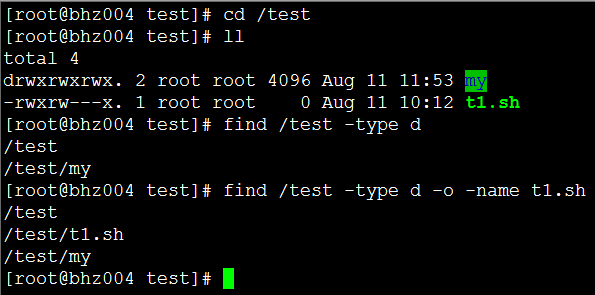 [root@bhz004 test]# cd /test
[root@bhz004 test]# ll
total 4
drwxrwxrwx. 2 root root 4096 Aug 11 11:53 my
-rwxrw---x. 1 root root    0 Aug 11 10:12 t1.sh
[root@bhz004 test]# find /test -type d
/test
/test/my
[root@bhz004 test]# find /test -type d -o -name t1.sh
/test
/test/t1.sh
/test/my
[root@bhz004 test]#